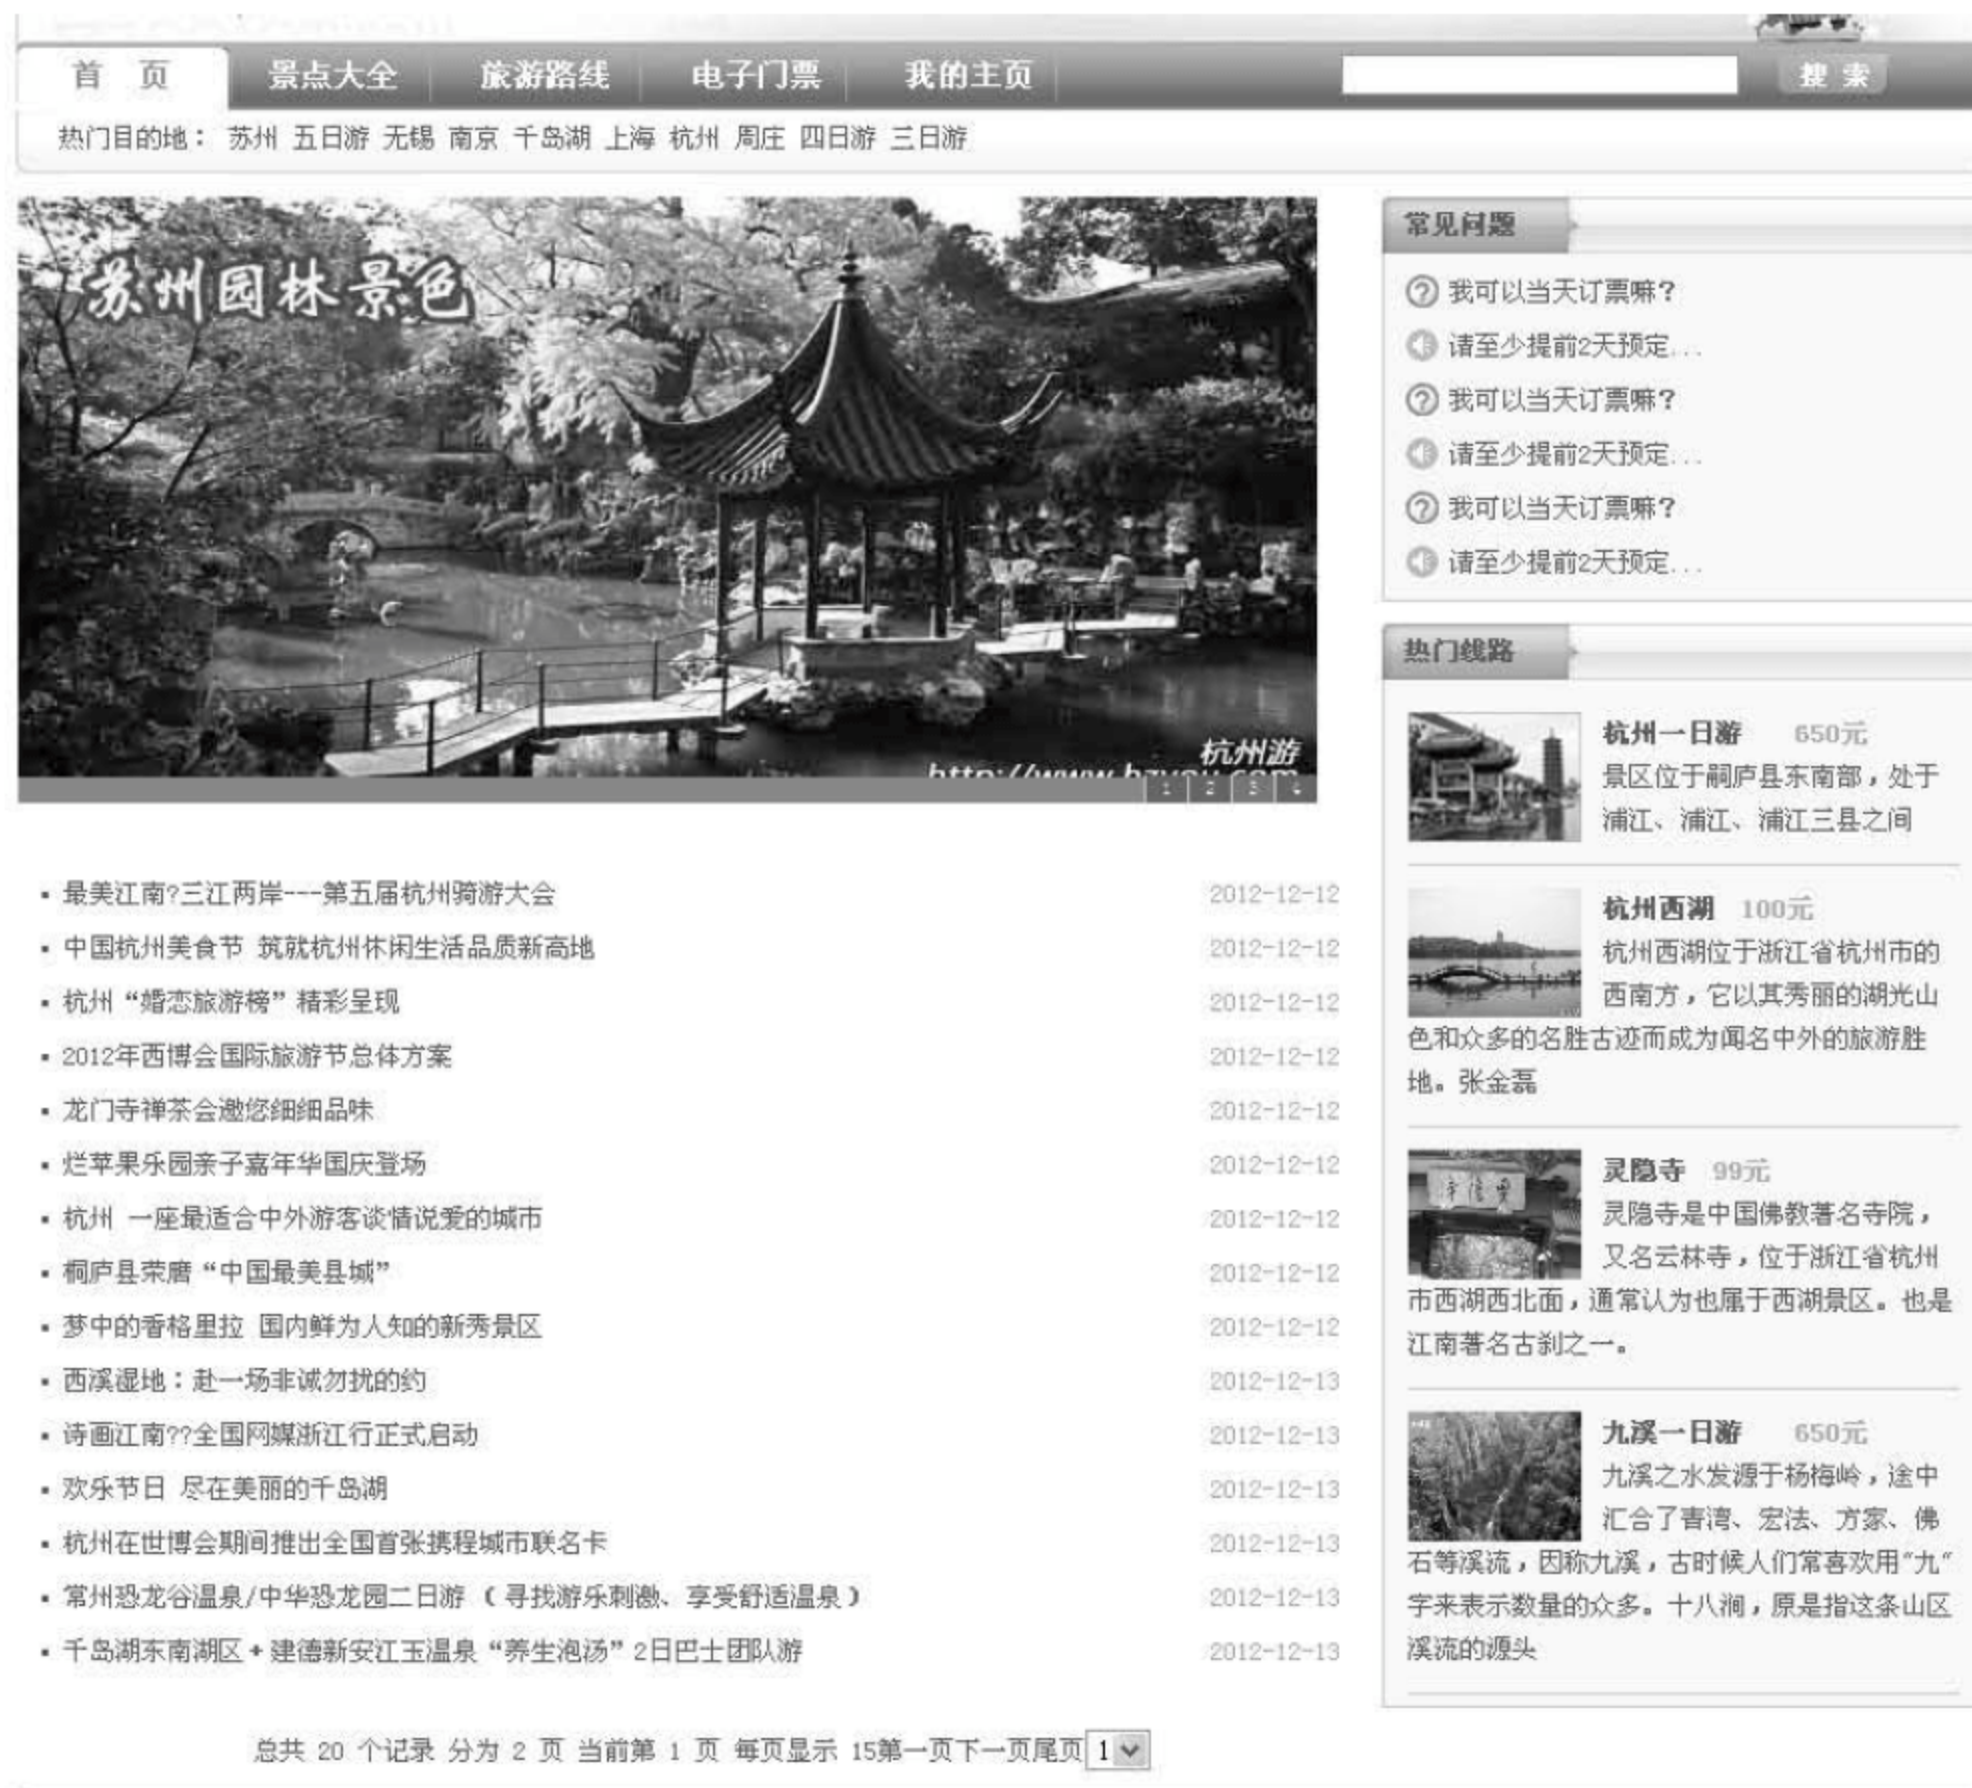 首 页 景点大全 旅游路线 电子门票 我的主页 搜 索
热门目的地： 苏州 五日游 无锡 南京 千岛湖 上海 杭州 周庄 四日游 三日游
苏州园林景色
杭州游
1 2 3 4
最美江南?三江两岸---第五届杭州骑游大会 2012-12-12
中国杭州美食节 筑就杭州休闲生活品质新高地 2012-12-12
杭州“婚恋旅游榜”精彩呈现 2012-12-12
2012年西博会国际旅游节总体方案 2012-12-12
龙门寺禅茶会邀您细细品味 2012-12-12
烂苹果乐园亲子嘉年华国庆登场 2012-12-12
杭州 一座最适合中外游客谈情说爱的城市 2012-12-12
桐庐县荣膺“中国最美县城” 2012-12-12
梦中的香格里拉 国内鲜为人知的新秀景区 2012-12-12
西溪湿地：赴一场非诚勿扰的约 2012-12-13
诗画江南??全国网媒浙江行正式启动 2012-12-13
欢乐节日 尽在美丽的千岛湖 2012-12-13
杭州在世博会期间推出全国首张携程城市联名卡 2012-12-13
常州恐龙谷温泉/中华恐龙园二日游 （寻找游乐刺激、享受舒适温泉） 2012-12-13
千岛湖东南湖区+建德新安江玉温泉“养生泡汤”2日巴士团队游 2012-12-13
总共 20 个记录 分为 2 页 当前第 1 页 每页显示 15第一页下一页尾页 1
常见问题
我可以当天订票嘛？
请至少提前2天预定...
我可以当天订票嘛？
请至少提前2天预定...
我可以当天订票嘛？
请至少提前2天预定...
热门线路
杭州一日游 650元
景区位于嗣庐县东南部，处于
浦江、浦江、浦江三县之间
杭州西湖 100元
杭州西湖位于浙江省杭州市的
西南方，它以其秀丽的湖光山
色和众多的名胜古迹而成为闻名中外的旅游胜
地。张金磊
灵隐寺 99元
灵隐寺是中国佛教著名寺院，
又名云林寺，位于浙江省杭州
市西湖西北面，通常认为也属于西湖景区。也是
江南著名古刹之一。
九溪一日游 650元
九溪之水发源于杨梅岭，途中
汇合了青湾、宏法、方家、佛
石等溪流，因称九溪，古时候人们常喜欢用"九"
字来表示数量的众多。十八涧，原是指这条山区
溪流的源头